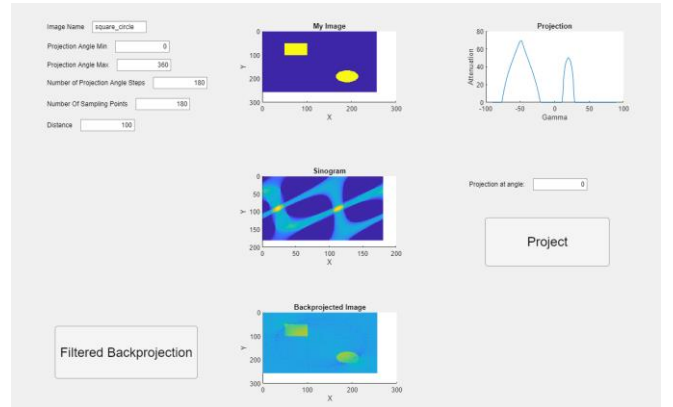 Image Name square_circle
Projection Angle Min 0
Projection Angle Max 360
Number of Projection Angle Steps 180
Number Of Sampling Points 180
Distance 100
My Image
0
100
200
300
Y
0 100 200 300
X
Projection
80
60
40
20
0
Attenuation
-100 -50 0 50 100
Gamma
Sinogram
0
50
100
150
200
Y
0 50 100 150 200
X
Projection at angle: 0
Project
Filtered Backprojection
Backprojected Image
0
100
200
300
Y
0 100 200 300
X